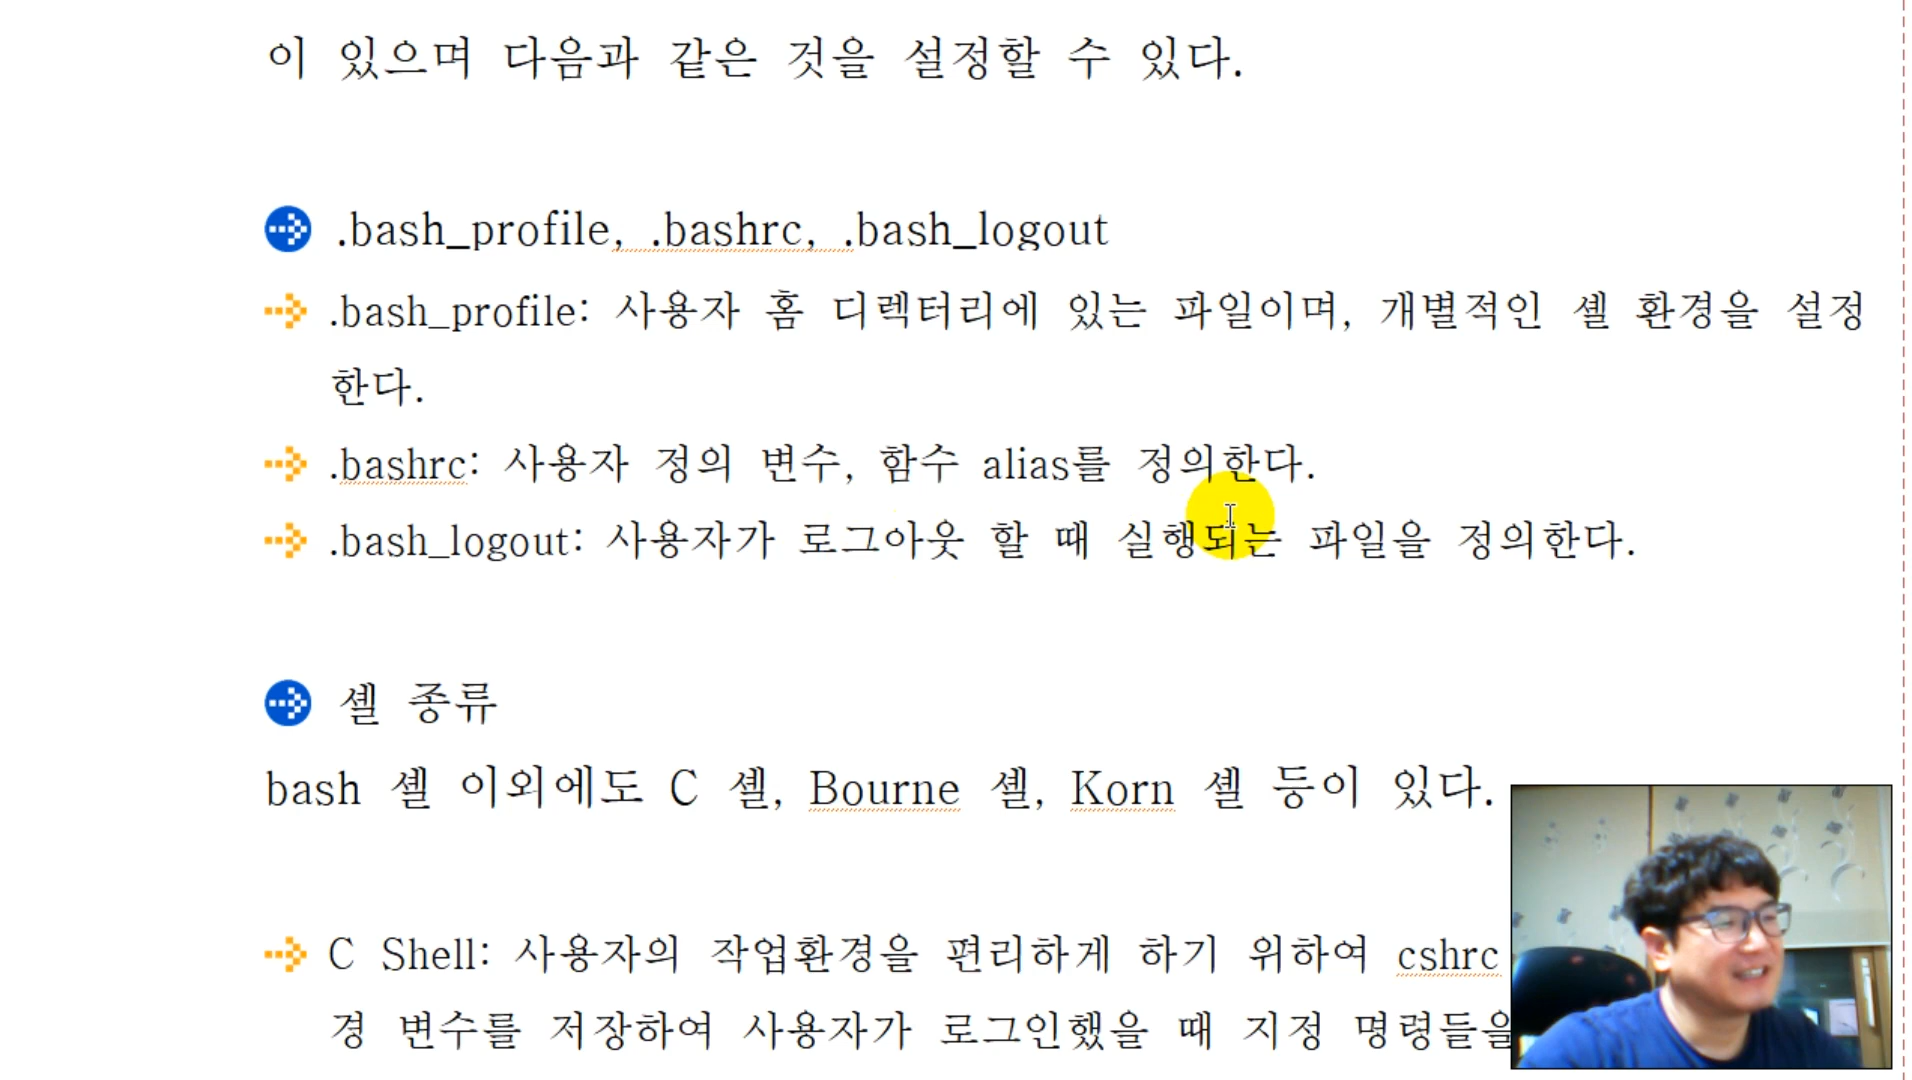 이 있으며 다음과 같은 것을 설정할 수 있다.
.bash_profile, .bashrc, .bash_logout
.bash_profile: 사용자 홈 디렉터리에 있는 파일이며, 개별적인 셸 환경을 설정
한다.
.bashrc: 사용자 정의 변수, 함수 alias를 정의한다.
.bash_logout: 사용자가 로그아웃 할 때 실행되는 파일을 정의한다.
셸 종류
bash 셸 이외에도 C 셸, Bourne 셸, Korn 셸 등이 있다.
C Shell: 사용자의 작업환경을 편리하게 하기 위하여 cshrc
경 변수를 저장하여 사용자가 로그인했을 때 지정 명령들을